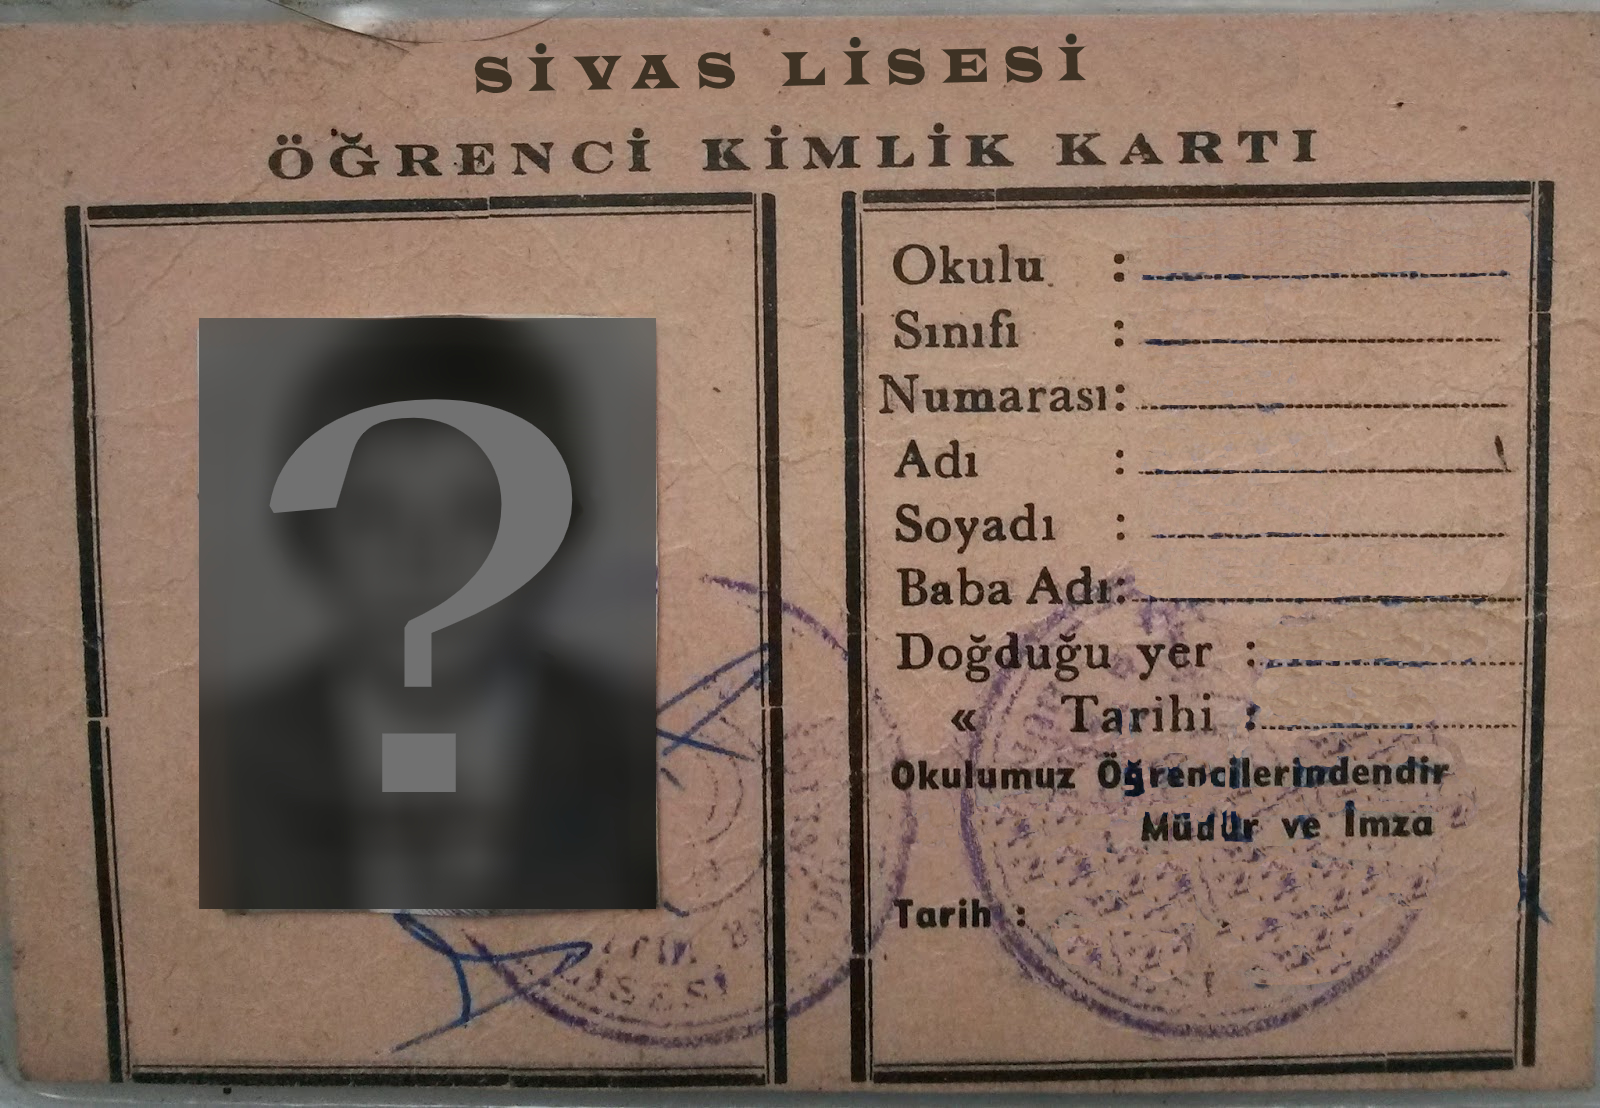 SİVAS LİSESİ
ÖĞRENCİ KİMLİK KARTI
?
Okulu :
Sınıfı :
Numarası:
Adı :
Soyadı :
Baba Adı:
Doğduğu yer :
« Tarihi :
Okulumuz Öğrencilerindendir
Müdür ve İmza
Tarih :
LİSESİ